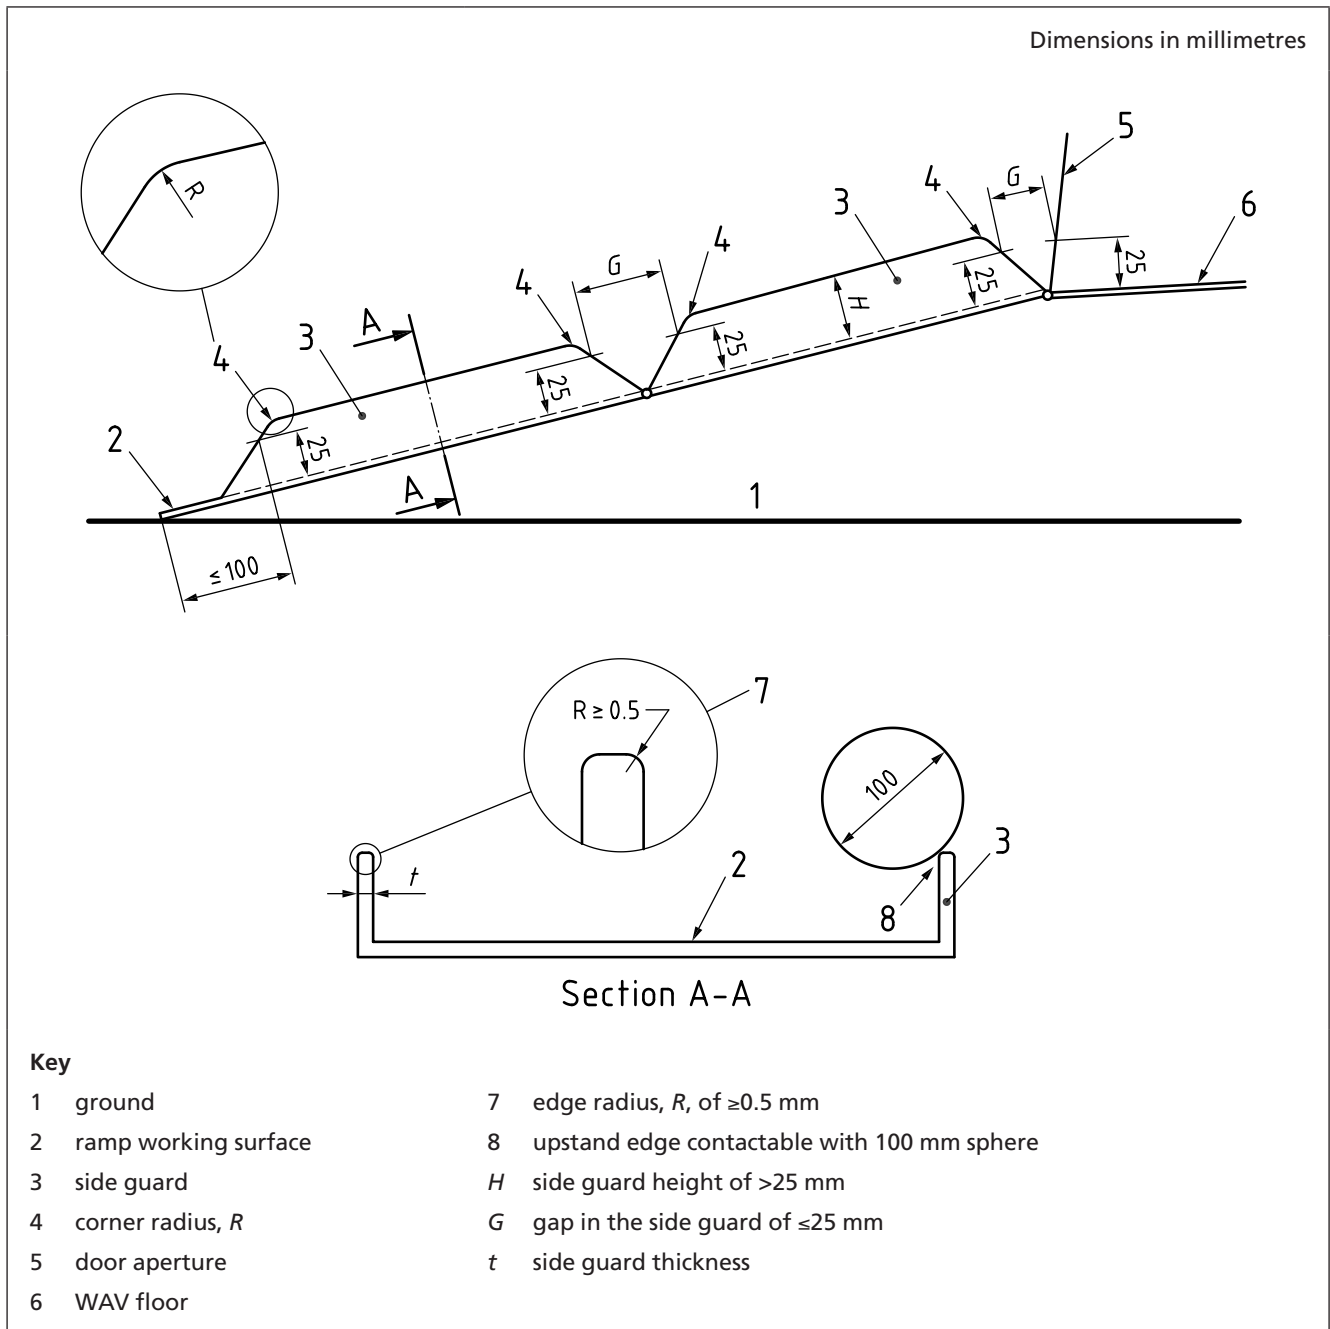 Dimensions in millimetres
5
G
4
3
6
R
4
G
4
25
25
H
A
3
4
25
25
2
25
A
1
≤ 100
7
R ≥ 0.5
100
3
2
t
8
Section A–A
Key
1 ground
2 ramp working surface
3 side guard
4 corner radius, R
5 door aperture
6 WAV floor
7 edge radius, R, of ≥0.5 mm
8 upstand edge contactable with 100 mm sphere
H side guard height of >25 mm
G gap in the side guard of ≤25 mm
t side guard thickness